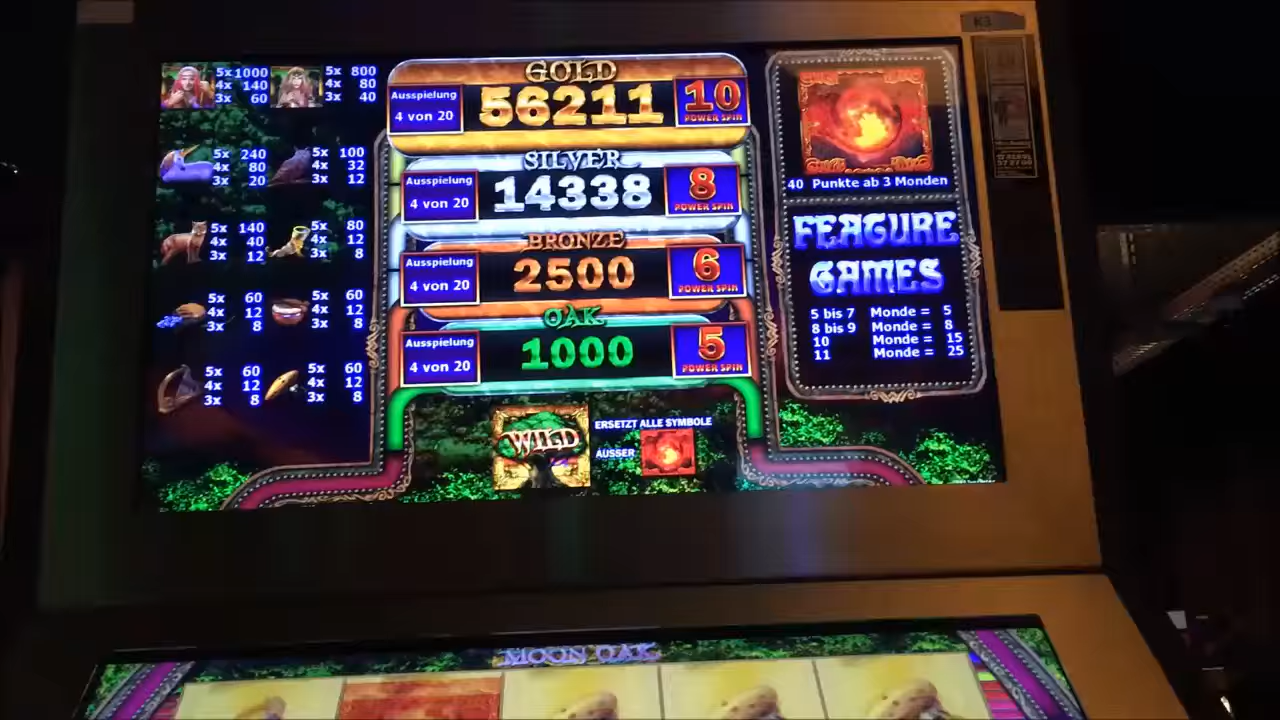 5x 1000
4x 140
3x 60
5x 800
4x 80
3x 40
5x 240
4x 80
3x 20
5x 100
4x 32
3x 12
5x 140
4x 40
3x 12
5x 80
4x 12
3x 8
5x 60
4x 12
3x 8
5x 60
4x 12
3x 8
5x 60
4x 12
3x 8
5x 60
4x 12
3x 8
GOLD
Ausspielung
4 von 20
56211
10
POWER SPIN
SILVER
Ausspielung
4 von 20
14338
8
POWER SPIN
BRONZE
Ausspielung
4 von 20
2500
6
POWER SPIN
OAK
Ausspielung
4 von 20
1000
5
POWER SPIN
WILD
ERSETZT ALLE SYMBOLE
AUSSER
40 Punkte ab 3 Monden
FEATURE
GAMES
5 bis 7 Monde = 5
8 bis 9 Monde = 8
10 Monde = 15
11 Monde = 25
K3
MOON OAK